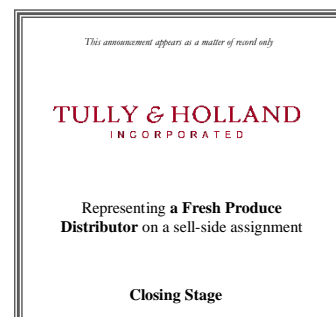 This announcement appears as a matter of record only
TULLY & HOLLAND
INCORPORATED
Representing a Fresh Produce
Distributor on a sell-side assignment
Closing Stage